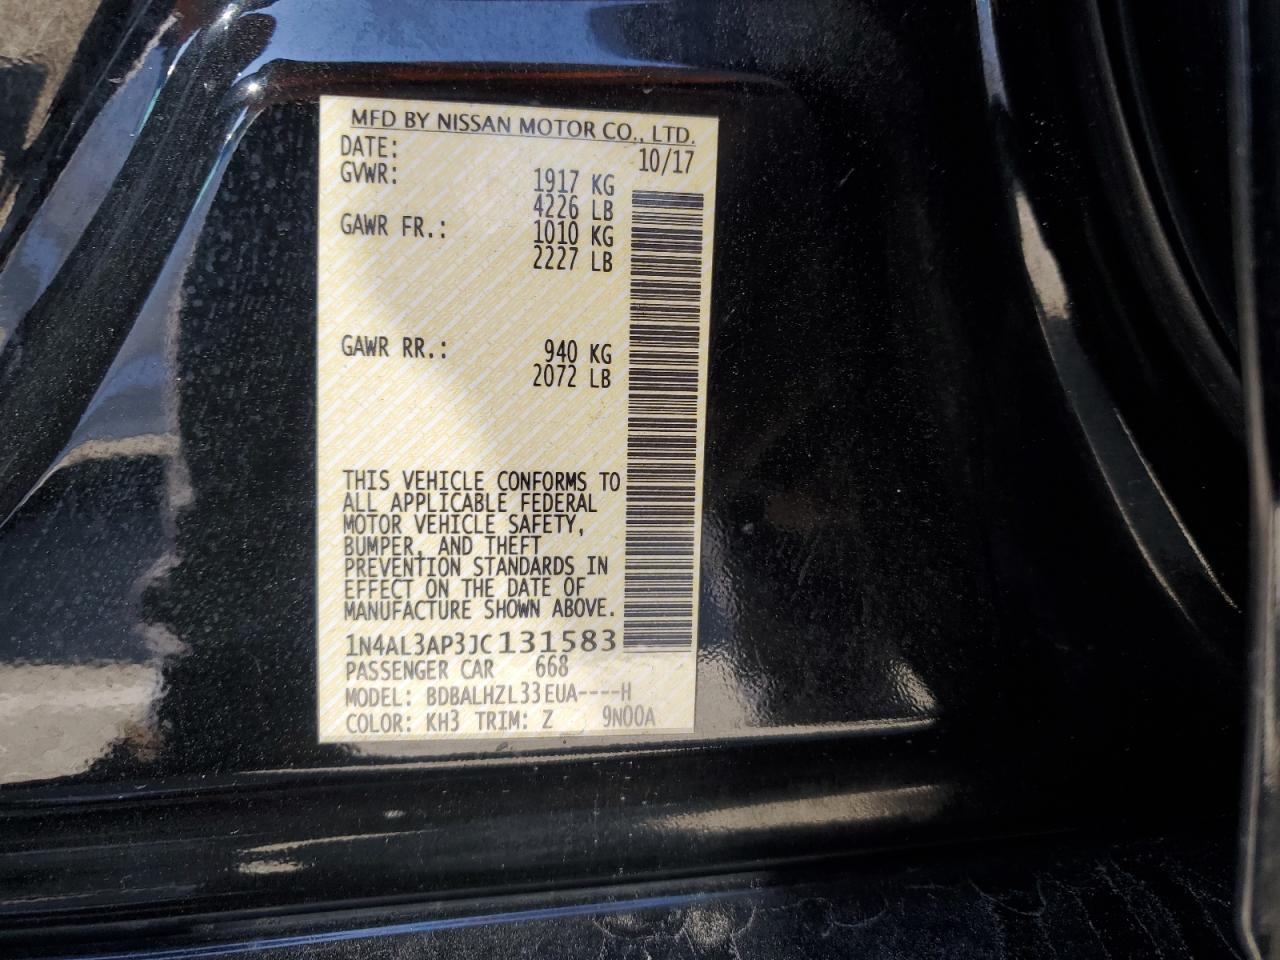 MFD BY NISSAN MOTOR CO., LTD.
DATE: 10/17
GVWR: 1917 KG
4226 LB
GAWR FR.: 1010 KG
2227 LB
GAWR RR.: 940 KG
2072 LB
THIS VEHICLE CONFORMS TO
ALL APPLICABLE FEDERAL
MOTOR VEHICLE SAFETY,
BUMPER, AND THEFT
PREVENTION STANDARDS IN
EFFECT ON THE DATE OF
MANUFACTURE SHOWN ABOVE.
1N4AL3AP3JC131583
PASSENGER CAR 668
MODEL: BDBALHZL33EUA----H
COLOR: KH3 TRIM: Z 9N00A